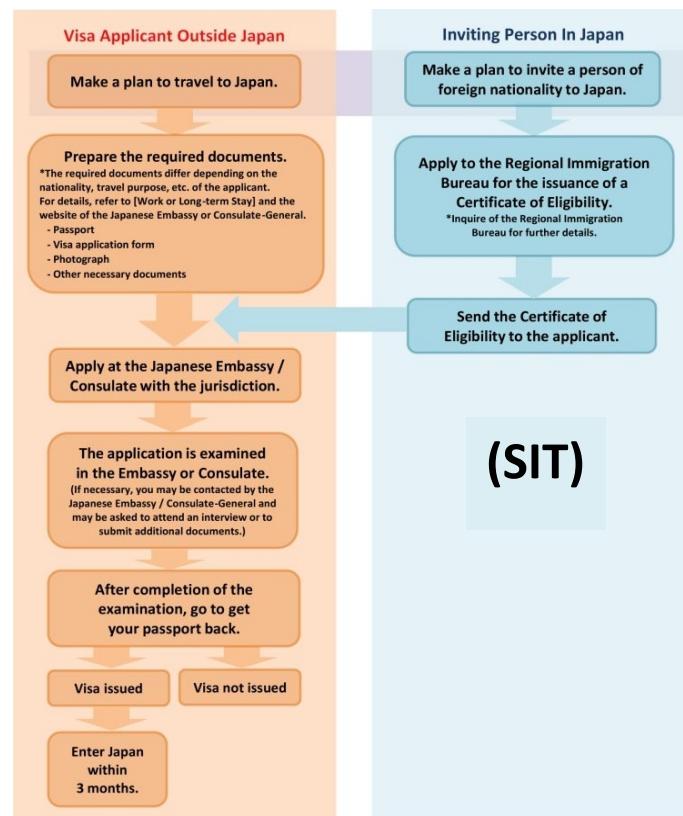 Visa Applicant Outside Japan
Make a plan to travel to Japan.
Prepare the required documents.
*The required documents differ depending on the
nationality, travel purpose, etc. of the applicant.
For details, refer to [Work or Long-term Stay] and the
website of the Japanese Embassy or Consulate-General.
- Passport
- Visa application form
- Photograph
- Other necessary documents
Apply at the Japanese Embassy /
Consulate with the jurisdiction.
The application is examined
in the Embassy or Consulate.
(If necessary, you may be contacted by the
Japanese Embassy / Consulate-General and
may be asked to attend an interview or to
submit additional documents.)
After completion of the
examination, go to get
your passport back.
Visa issued
Visa not issued
Enter Japan
within
3 months.
Inviting Person In Japan
Make a plan to invite a person of
foreign nationality to Japan.
Apply to the Regional Immigration
Bureau for the issuance of a
Certificate of Eligibility.
*Inquire of the Regional Immigration
Bureau for further details.
Send the Certificate of
Eligibility to the applicant.
(SIT)